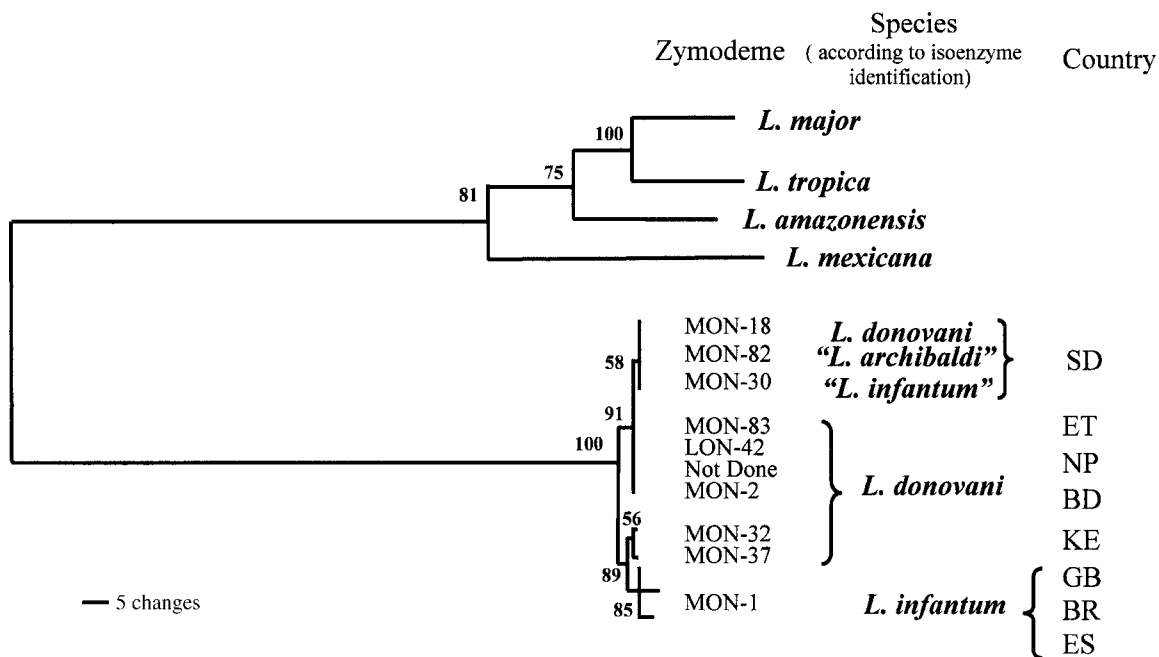 Species
Zymodeme ( according to isoenzyme Country
identification)
L. major
100
L. tropica
75
81
L. amazonensis
L. mexicana
MON-18 L. donovani
MON-82 “L. archibaldi” SD
58
MON-30 “L. infantum”
91
MON-83 ET
100
LON-42
Not Done NP
L. donovani
MON-2 BD
56
MON-32 KE
MON-37
89
GB
5 changes
85
MON-1 L. infantum BR
ES